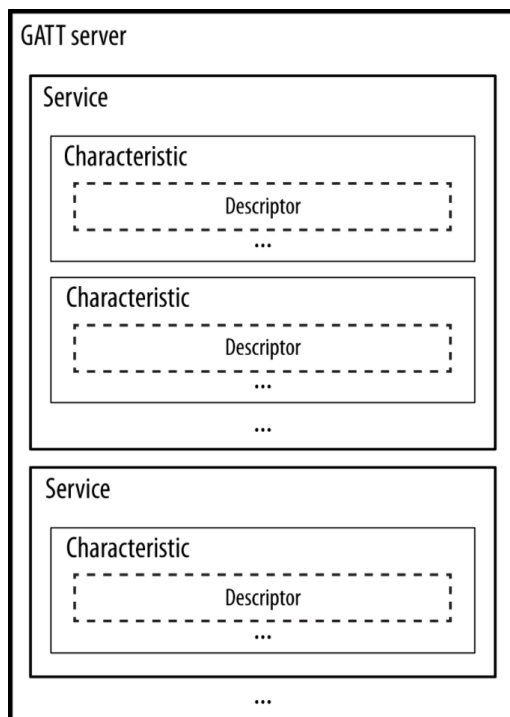 GATT server
Service
Characteristic
Descriptor
...
Characteristic
Descriptor
...
...
Service
Characteristic
Descriptor
...
...